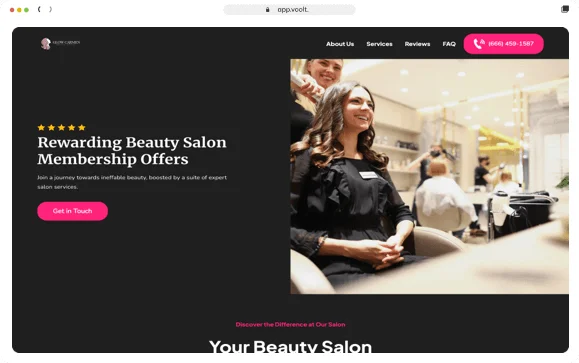 app.voolt.
About Us
Services
Reviews
FAQ
(666) 458-1587
Rewarding Beauty Salon
Membership Offers
Join a journey towards ineffable beauty, boosted by a suite of expert
salon services.
Get in Touch
Discover the Difference at Our Salon
Your Beauty Salon